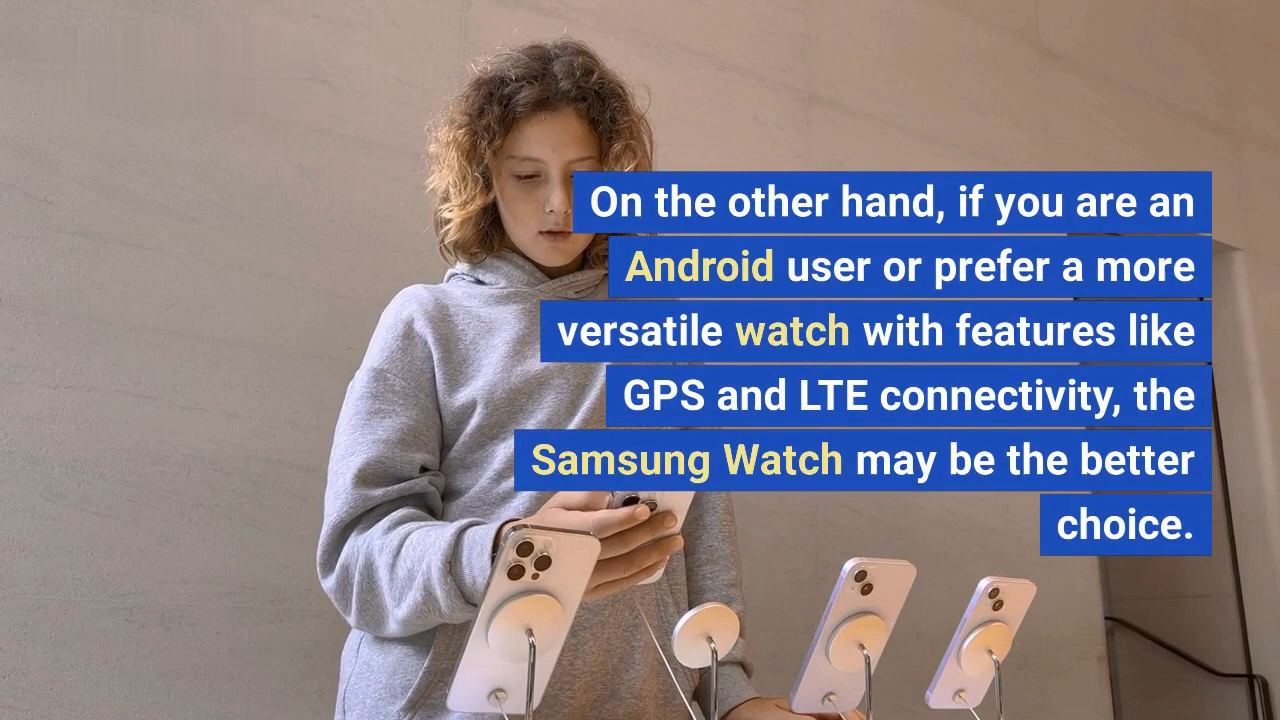 On the other hand, if you are an
Android user or prefer a more
versatile watch with features like
GPS and LTE connectivity, the
Samsung Watch may be the better
choice.